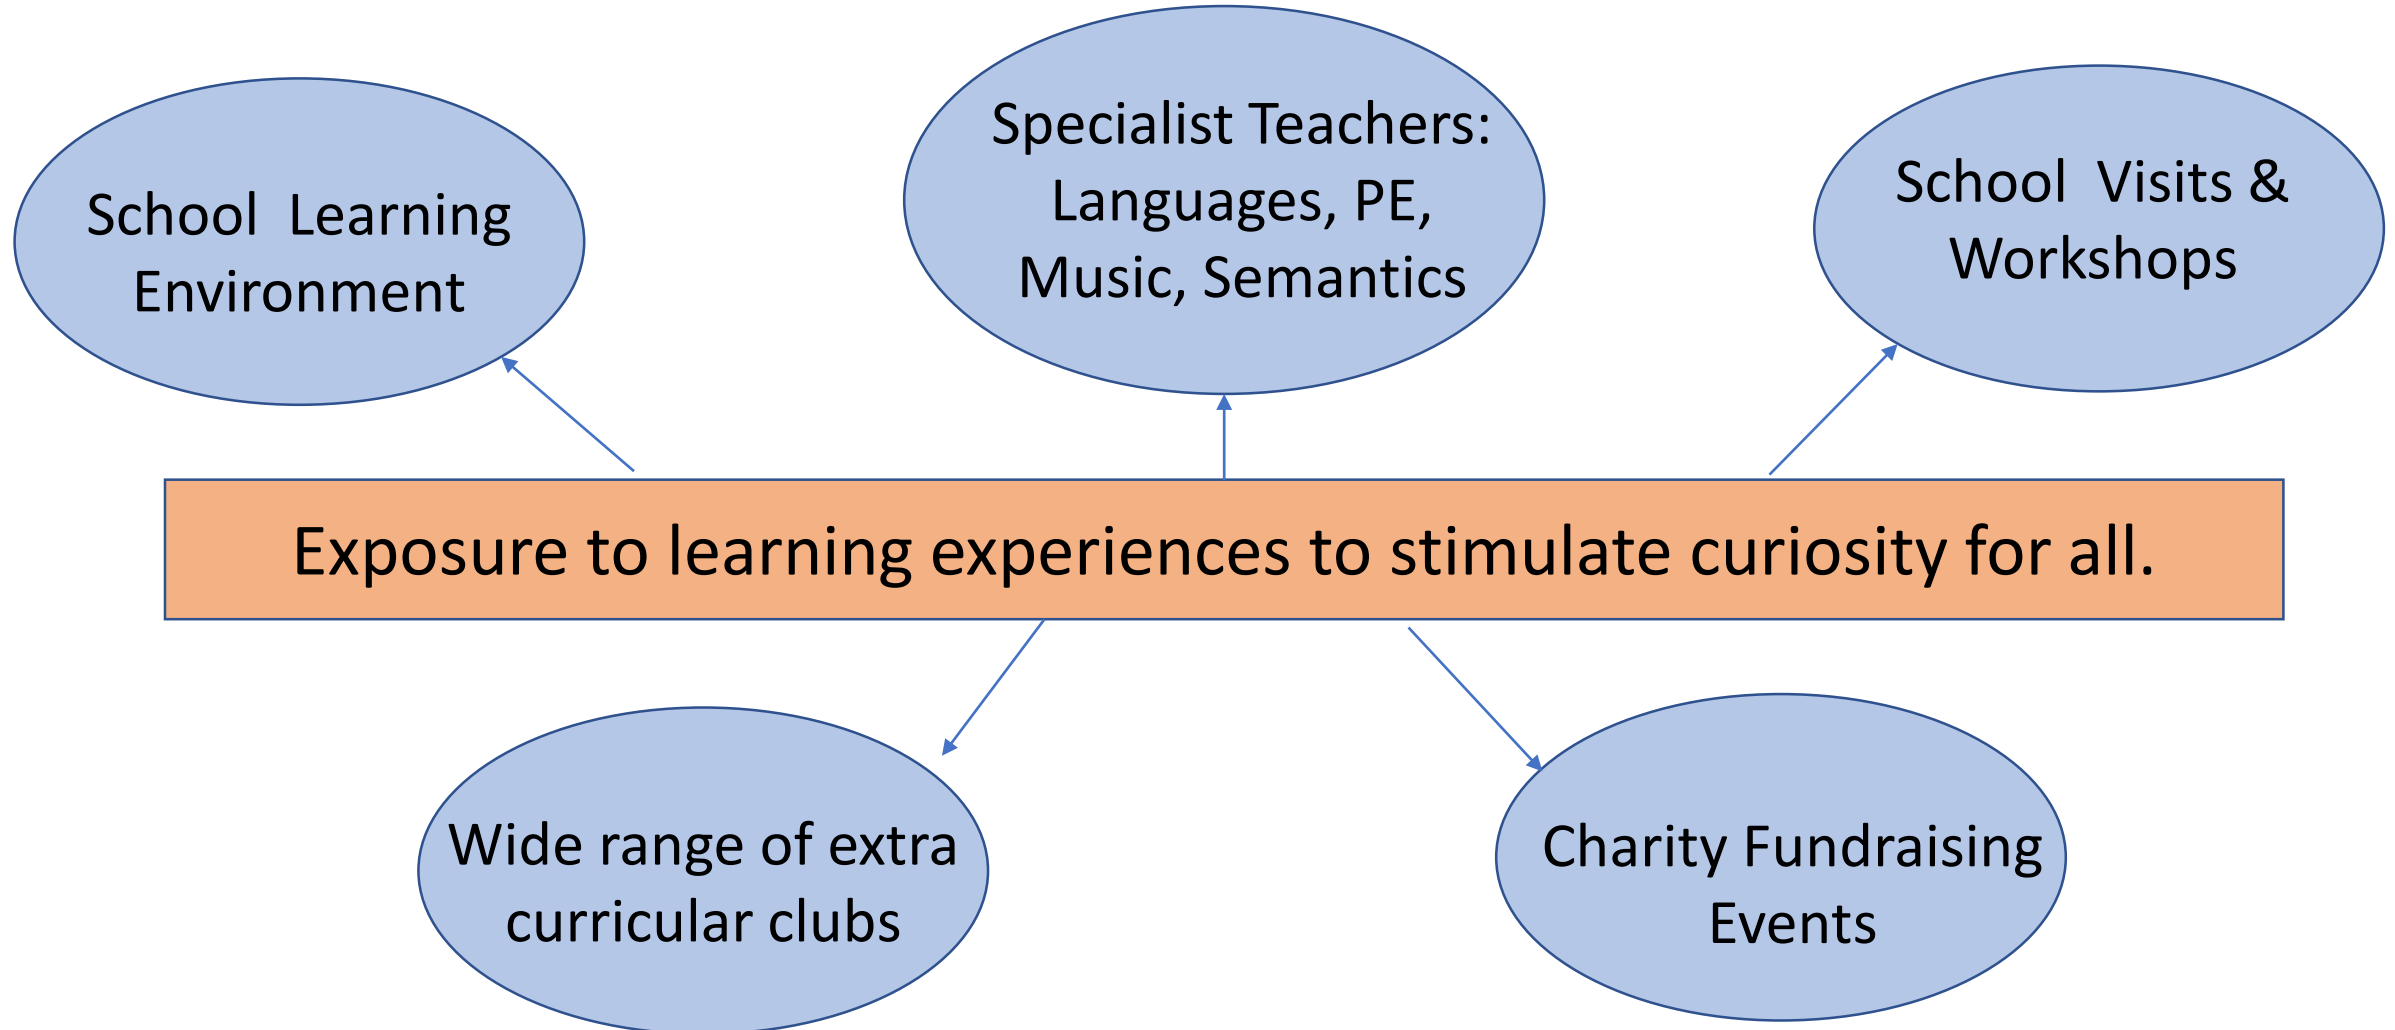 School  Learning
Environment
Specialist Teachers:
Languages, PE,
Music, Semantics
School  Visits &
Workshops
Exposure to learning experiences to stimulate curiosity for all.
Wide range of extra
curricular clubs
Charity Fundraising
Events